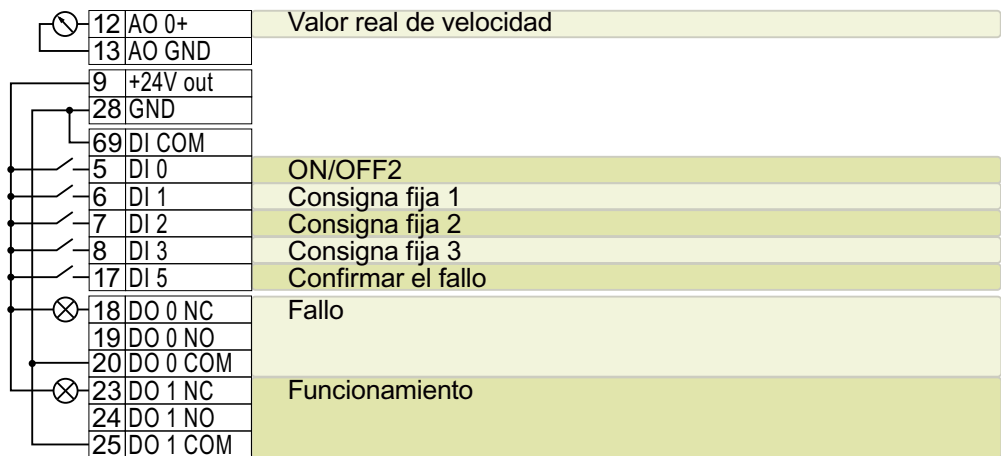 12 AO 0+ Valor real de velocidad
13 AO GND
9 +24V out
28 GND
69 DI COM
5 DI 0 ON/OFF2
6 DI 1 Consigna fija 1
7 DI 2 Consigna fija 2
8 DI 3 Consigna fija 3
17 DI 5 Confirmar el fallo
18 DO 0 NC Fallo
19 DO 0 NO
20 DO 0 COM
23 DO 1 NC Funcionamiento
24 DO 1 NO
25 DO 1 COM